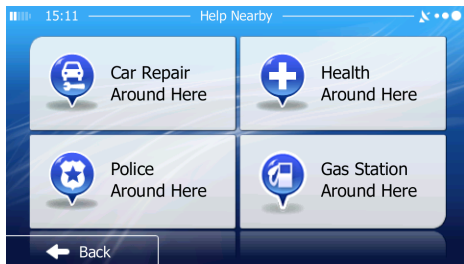 15:11
Help Nearby
Car Repair
Around Here
Health
Around Here
Police
Around Here
Gas Station
Around Here
Back